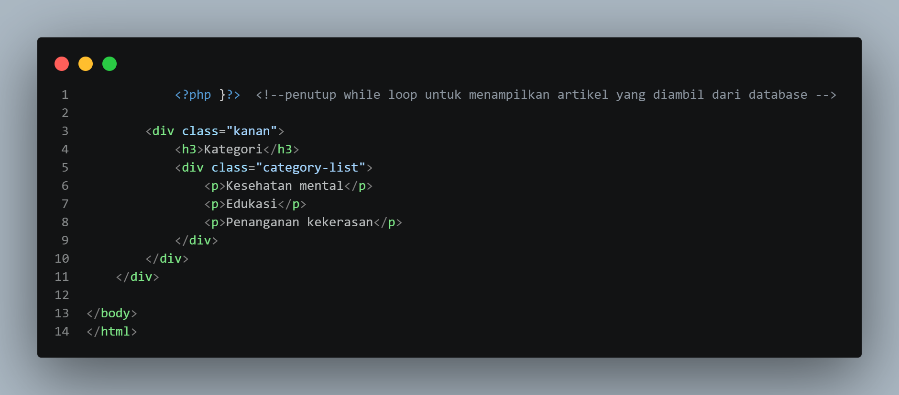 1 <?php }?>  <!--penutup while loop untuk menampilkan artikel yang diambil dari database -->
2
3 <div class="kanan">
4 <h3>Kategori</h3>
5 <div class="category-list">
6 <p>Kesehatan mental</p>
7 <p>Edukasi</p>
8 <p>Penanganan kekerasan</p>
9 </div>
10 </div>
11 </div>
12
13 </body>
14 </html>